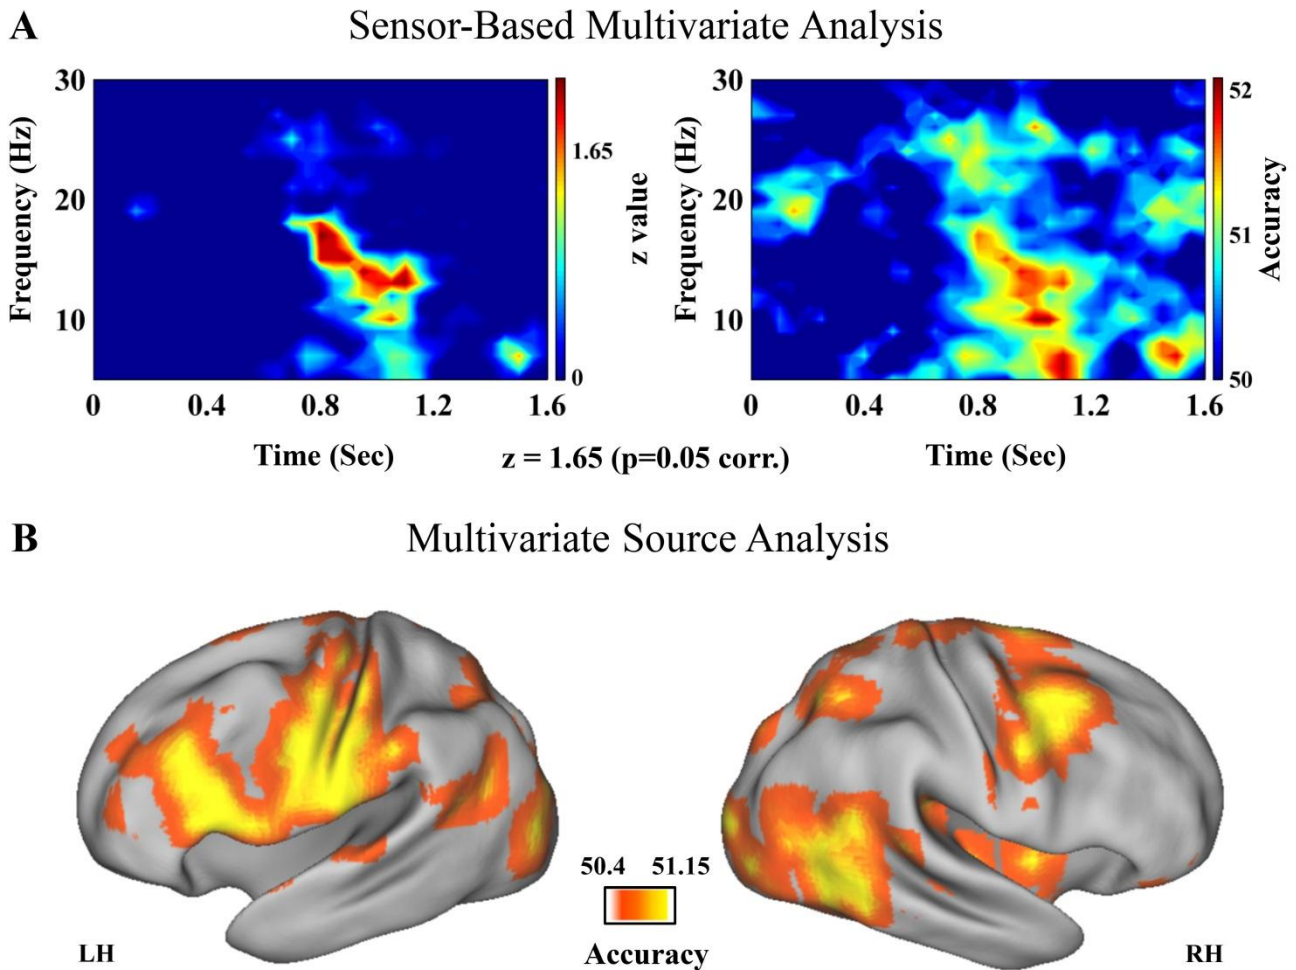 A Sensor-Based Multivariate Analysis
30
20
10
Frequency (Hz)
0 0.4 0.8 1.2 1.6
Time (Sec)
1.65
0
z value
30
20
10
Frequency (Hz)
0 0.4 0.8 1.2 1.6
Time (Sec)
52
51
50
Accuracy
z = 1.65 (p=0.05 corr.)
B Multivariate Source Analysis
50.4 51.15
Accuracy
LH
RH